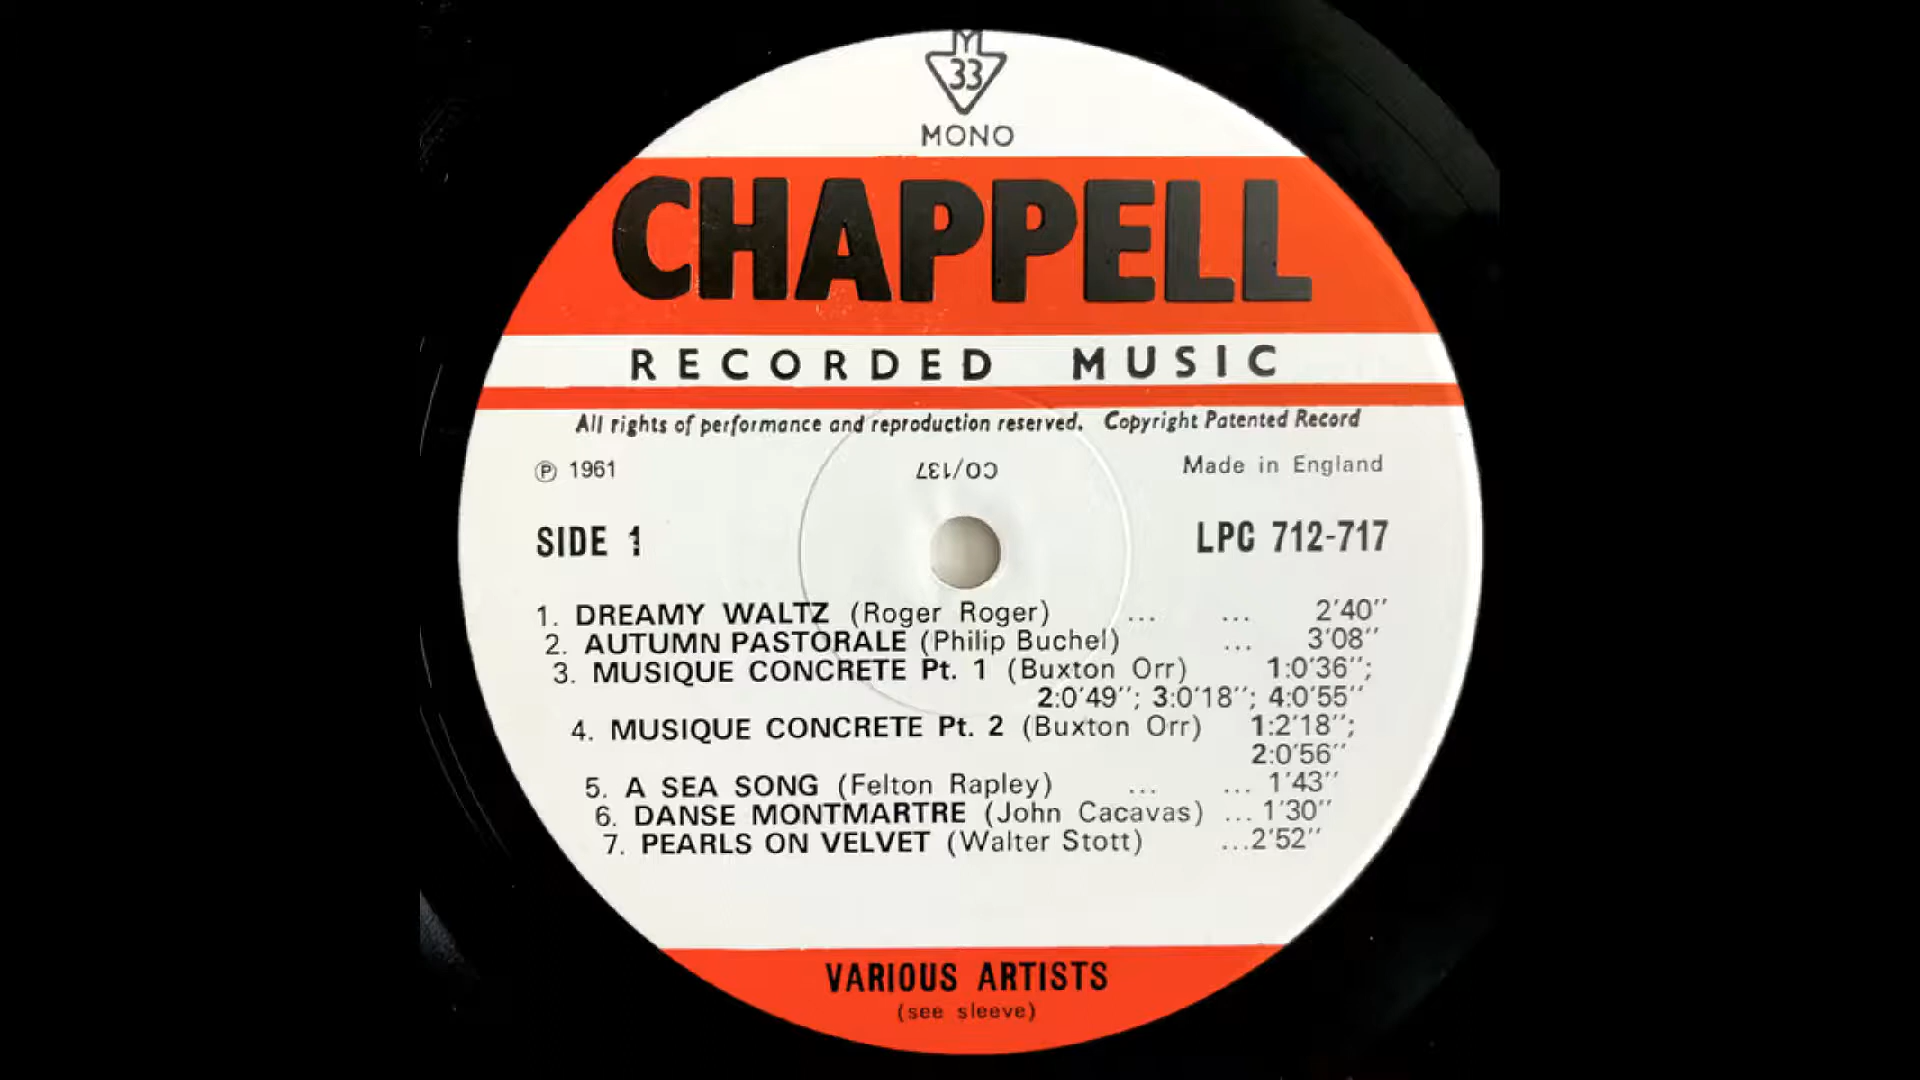 Y
33
MONO
CHAPPELL
RECORDED MUSIC
All rights of performance and reproduction reserved. Copyright Patented Record
Ⓟ 1961 CO/137 Made in England
SIDE 1 LPC 712-717
1. DREAMY WALTZ (Roger Roger) ... ... 2'40''
2. AUTUMN PASTORALE (Philip Buchel) ... 3'08''
3. MUSIQUE CONCRETE Pt. 1 (Buxton Orr) 1:0'36'';
2:0'49''; 3:0'18''; 4:0'55''
4. MUSIQUE CONCRETE Pt. 2 (Buxton Orr) 1:2'18'';
2:0'56''
5. A SEA SONG (Felton Rapley) ... ... 1'43''
6. DANSE MONTMARTRE (John Cacavas) ... 1'30''
7. PEARLS ON VELVET (Walter Stott) ...2'52''
VARIOUS ARTISTS
(see sleeve)